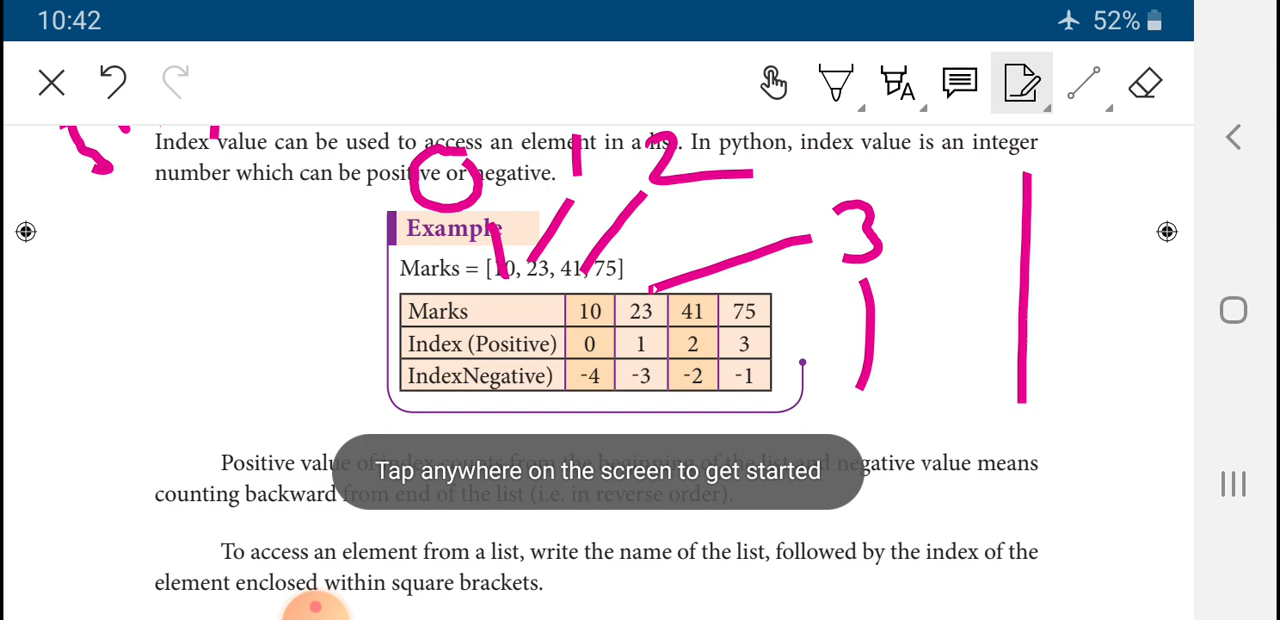 10:42 52%
Index value can be used to access an element in a list. In python, index value is an integer
number which can be positive or negative.
0 1 2
Example
3
Marks = [10, 23, 41, 75]
Marks 10 23 41 75
Index (Positive) 0 1 2 3
IndexNegative) -4 -3 -2 -1
Positive value of index counts from the beginning of the list and negative value means
Tap anywhere on the screen to get started
counting backward from end of the list (i.e. in reverse order).
To access an element from a list, write the name of the list, followed by the index of the
element enclosed within square brackets.